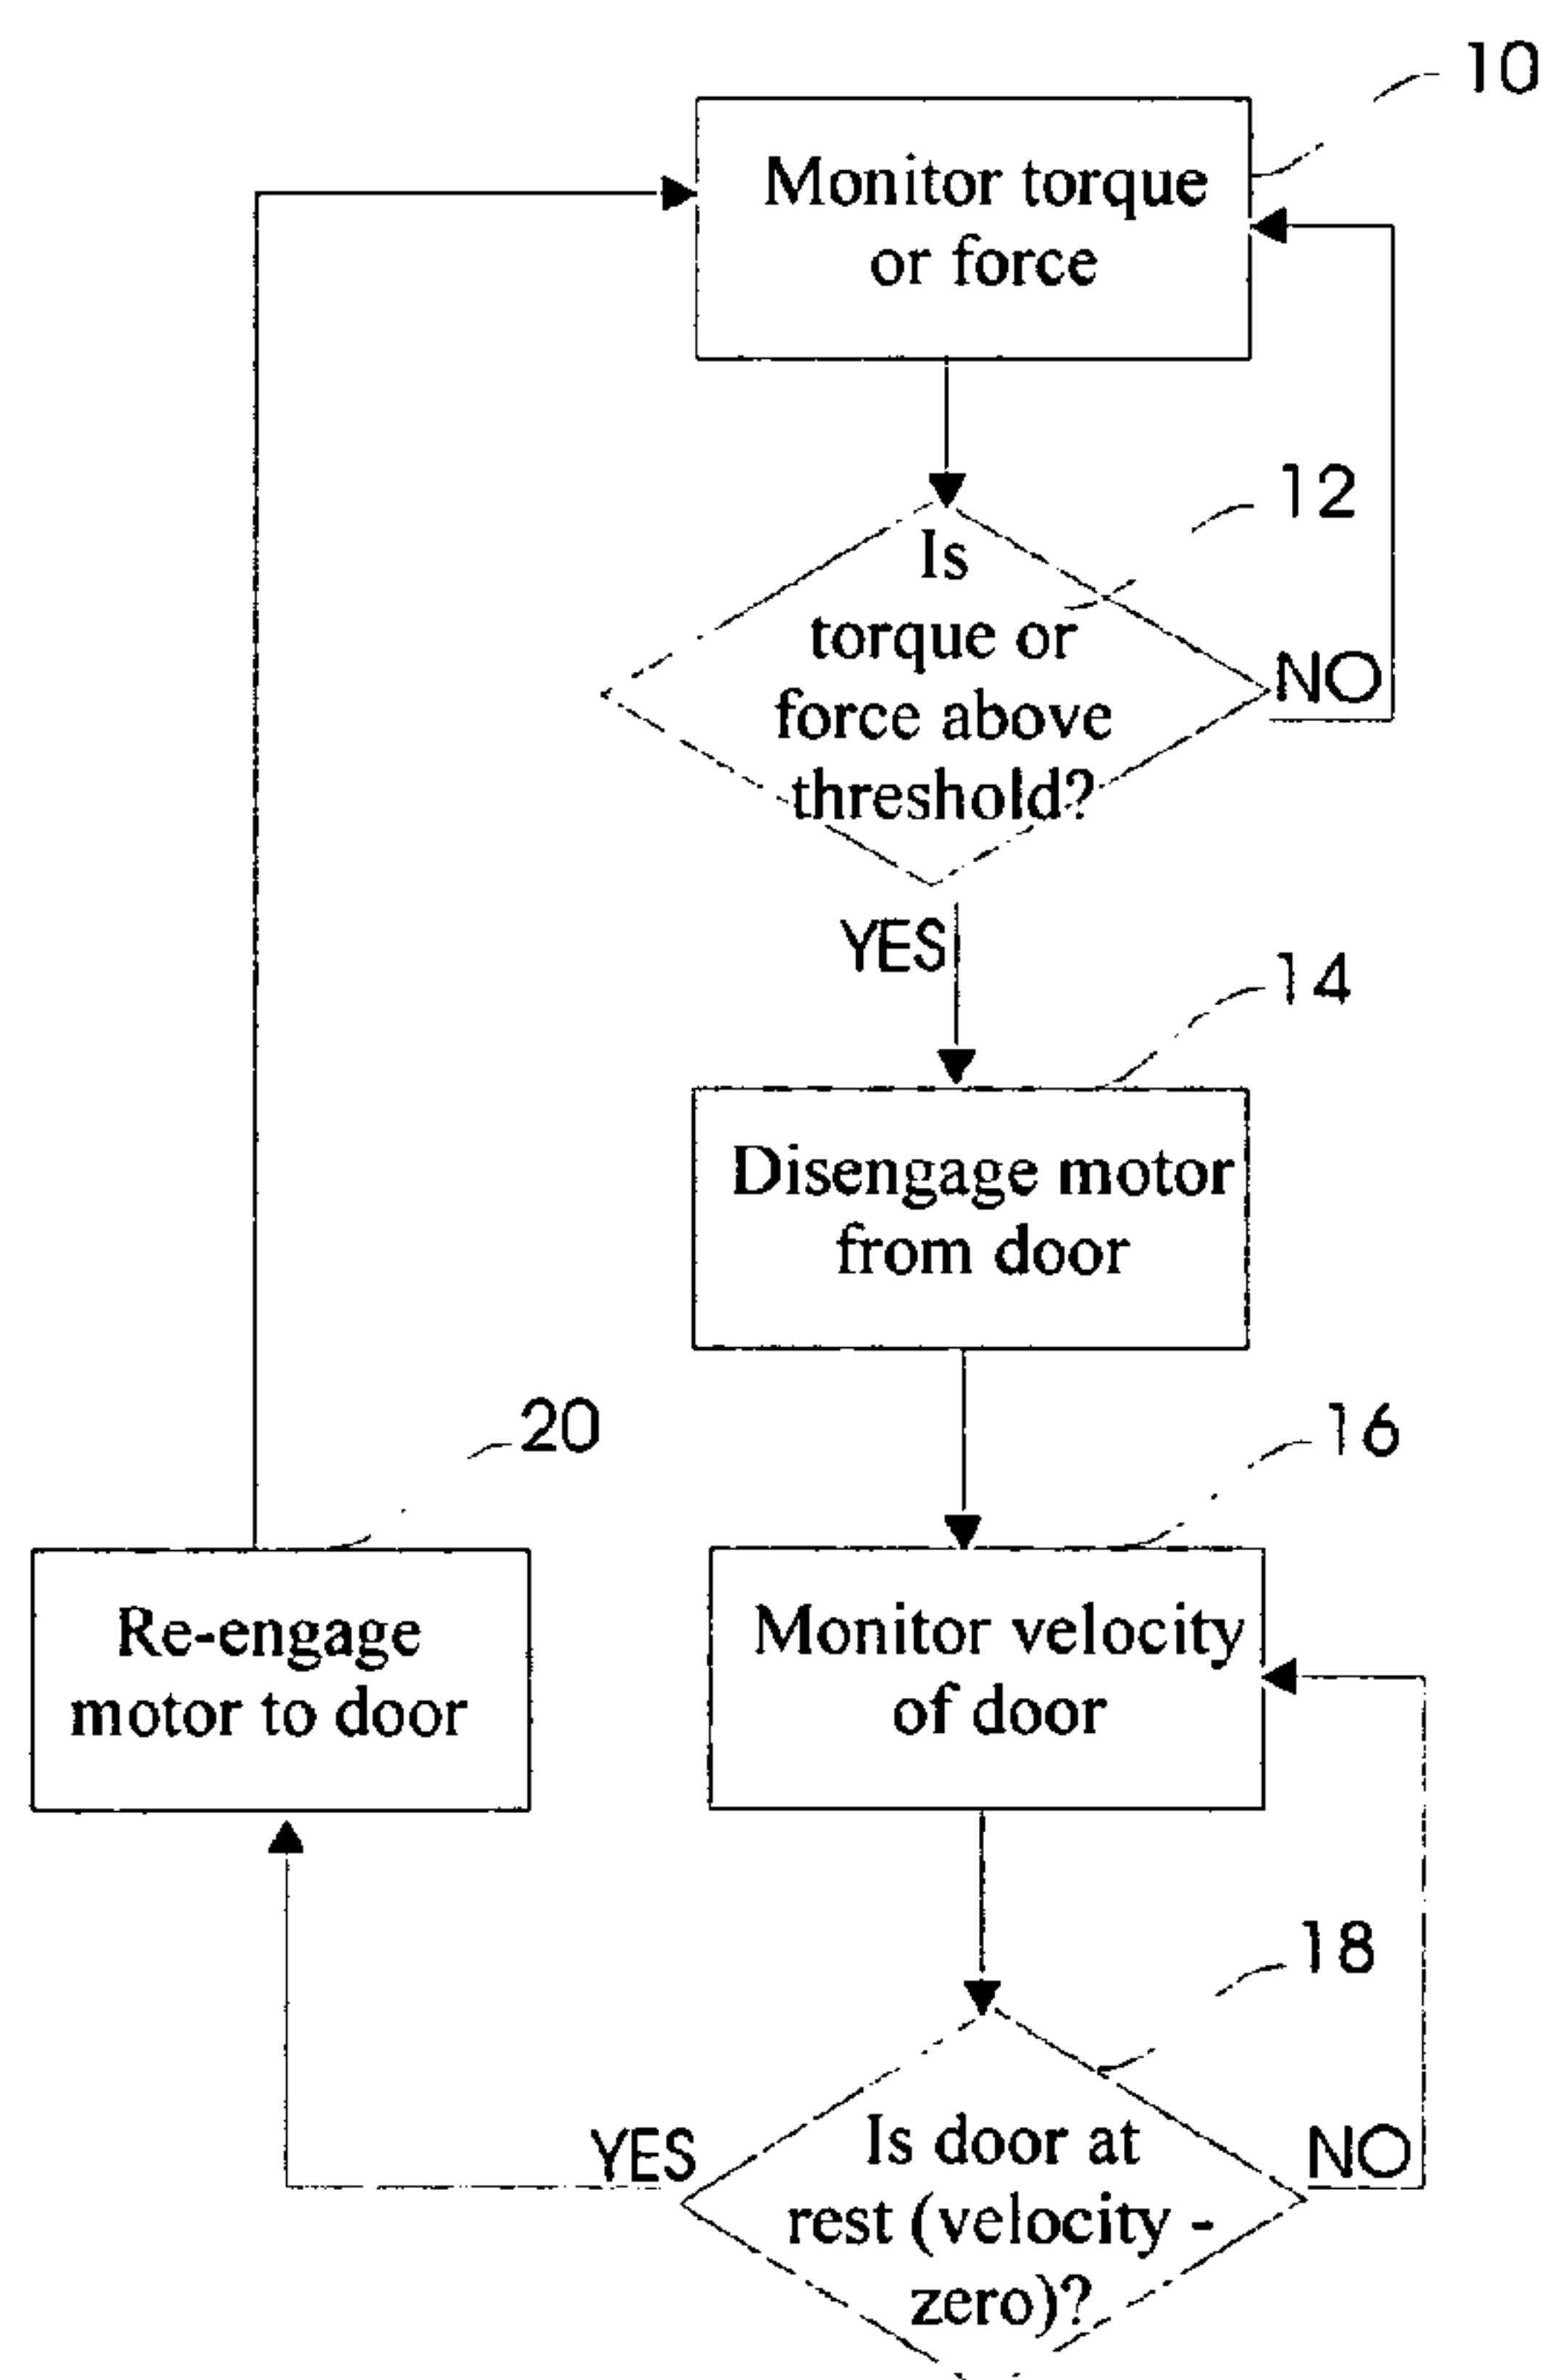 10
Monitor torque
or force
12
Is
torque or
force above
threshold?
NO
YES
14
Disengage motor
from door
20
16
Re-engage
motor to door
Monitor velocity
of door
18
YES
Is door at
rest (velocity -
zero)?
NO